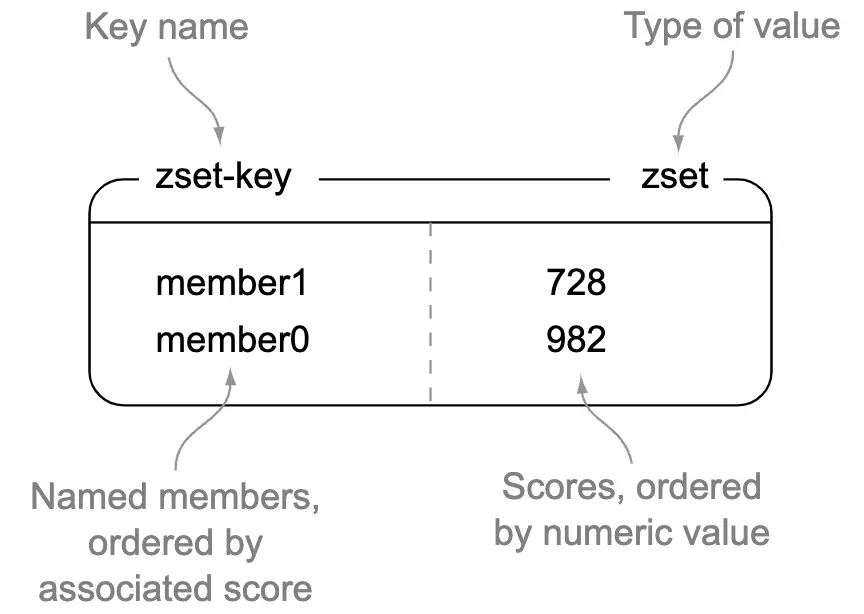 Key name
Type of value
zset-key
zset
member1
728
member0
982
Named members,
ordered by
associated score
Scores, ordered
by numeric value